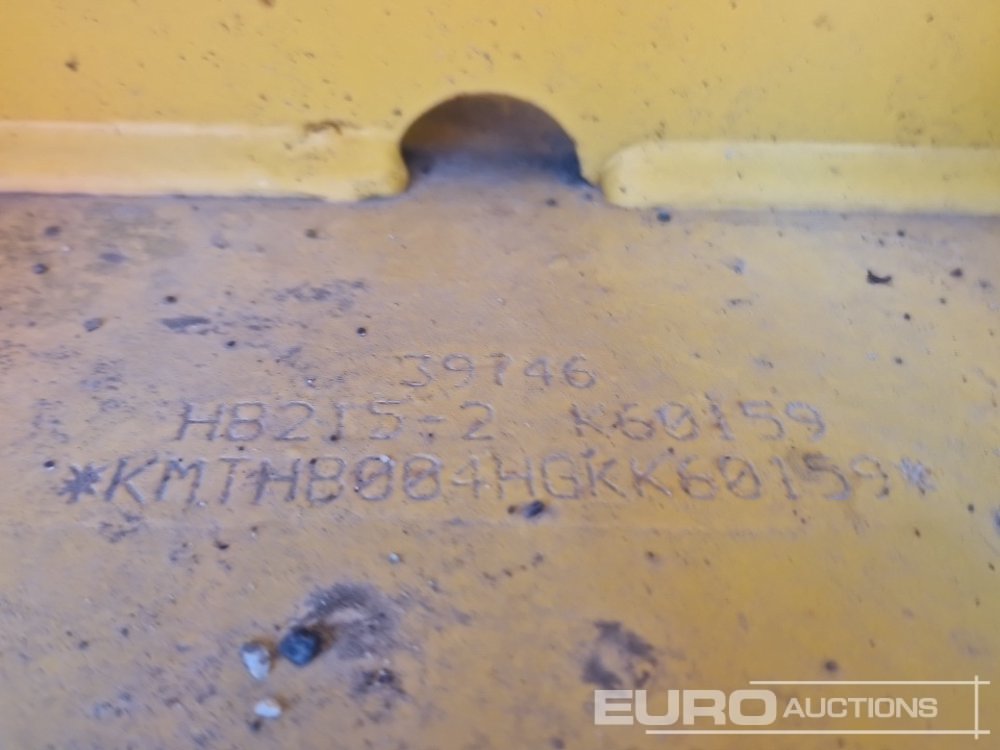 39746
HB215-2 K60159
*KMTHB004HGKK60159*
EURO AUCTIONS